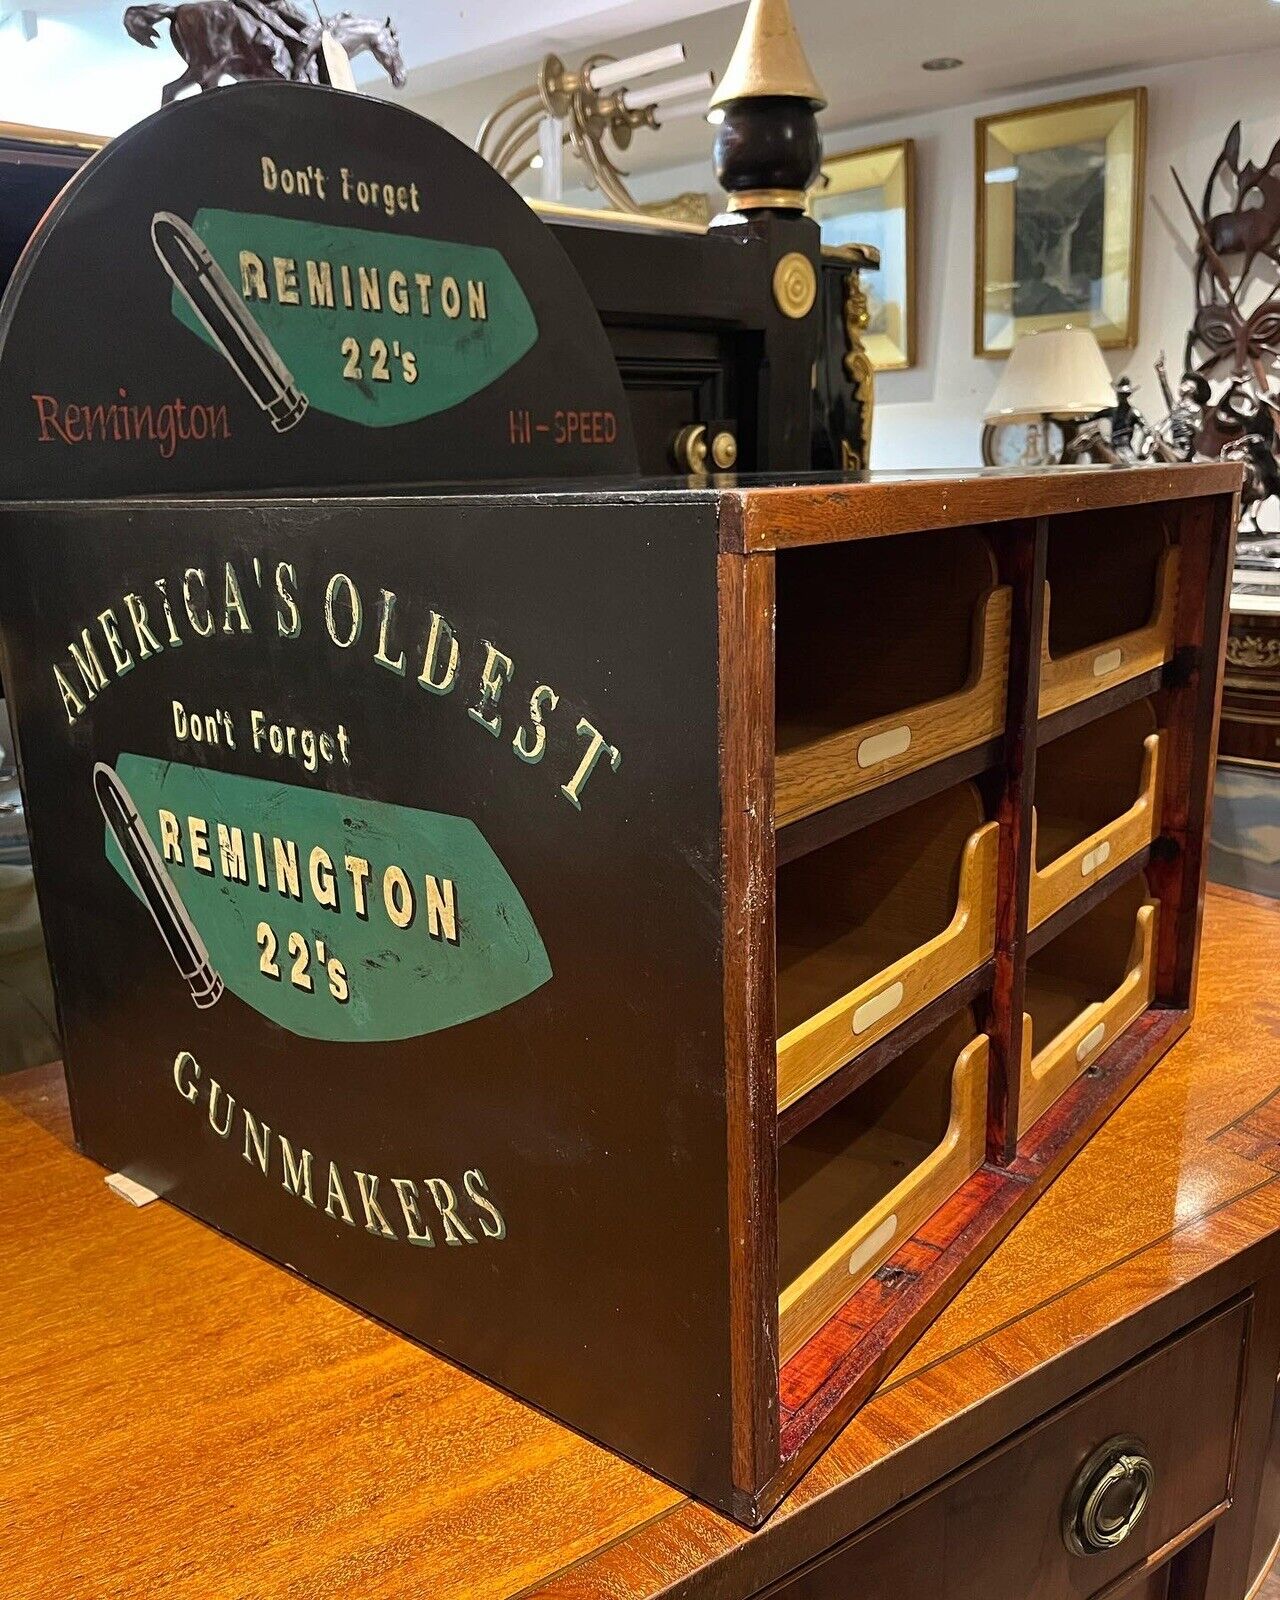 Don't Forget
REMINGTON
22's
Remington
HI-SPEED
AMERICA'S OLDEST
Don't Forget
REMINGTON
22's
GUNMAKERS